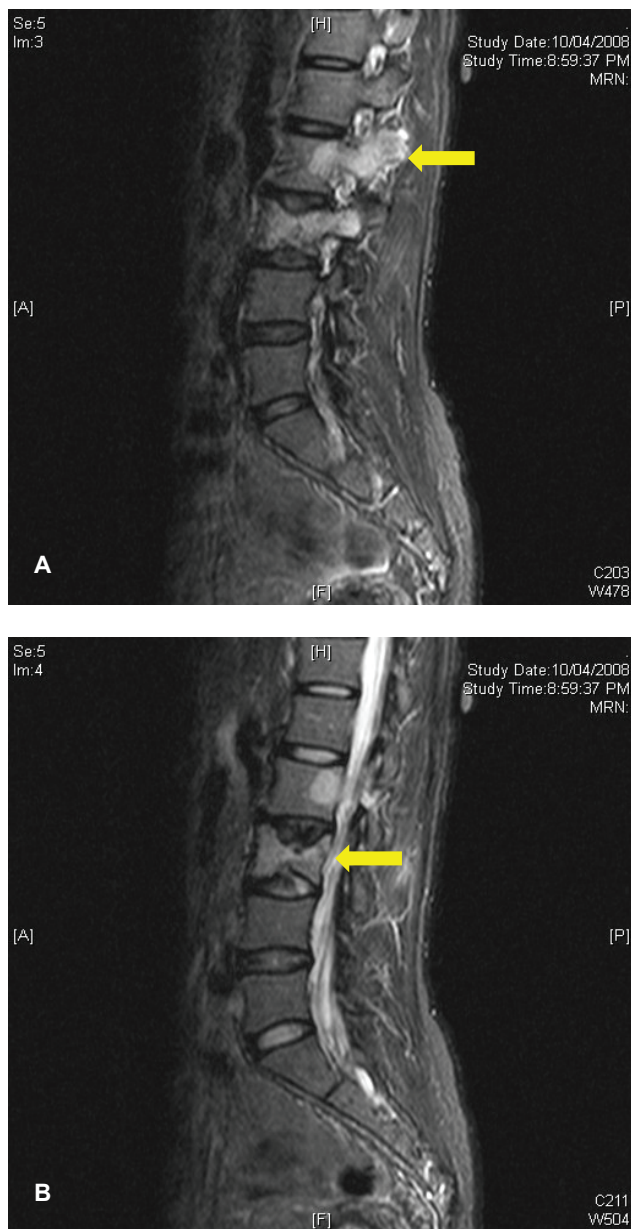 Se:5
Im:3
[H]
.
Study Date:10/04/2008
Study Time:8:59:37 PM
MRN:
[A]
[P]
A
[F]
C203
W478
Se:5
Im:4
[H]
.
Study Date:10/04/2008
Study Time:8:59:37 PM
MRN:
[A]
[P]
B
[F]
C211
W504